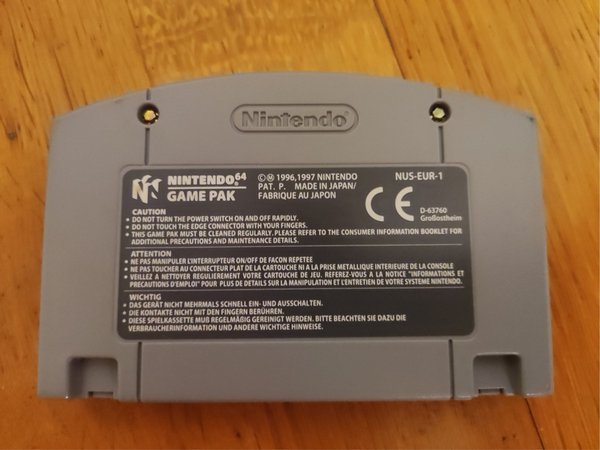 Nintendo
NINTENDO64
GAME PAK
©Ⓜ 1996,1997 NINTENDO
PAT. P. MADE IN JAPAN/
FABRIQUE AU JAPON
NUS-EUR-1
CE
D-63760
Großostheim
CAUTION
• DO NOT TURN THE POWER SWITCH ON AND OFF RAPIDLY.
• DO NOT TOUCH THE EDGE CONNECTOR WITH YOUR FINGERS.
• THIS GAME PAK MUST BE CLEANED REGULARLY. PLEASE REFER TO THE CONSUMER INFORMATION BOOKLET FOR
ADDITIONAL PRECAUTIONS AND MAINTENANCE DETAILS.
ATTENTION
• NE PAS MANIPULER L'INTERRUPTEUR ON/OFF DE FACON REPETEE
• NE PAS TOUCHER AU CONNECTEUR PLAT DE LA CARTOUCHE NI A LA PRISE METALLIQUE INTERIEURE DE LA CONSOLE
• VEILLEZ A NETTOYER REGULIEREMENT VOTRE CARTOUCHE DE JEU. REFEREZ-VOUS A LA NOTICE "INFORMATIONS ET
PRECAUTIONS D'EMPLOI" POUR PLUS DE DETAILS SUR LA MANIPULATION ET L'ENTRETIEN DE VOTRE SYSTEME NINTENDO.
WICHTIG
• DAS GERÄT NICHT MEHRMALS SCHNELL EIN- UND AUSSCHALTEN.
• DIE KONTAKTE NICHT MIT DEN FINGERN BERÜHREN.
• DIESE SPIELKASSETTE MUß REGELMÄßIG GEREINIGT WERDEN. BITTE BEACHTEN SIE DAZU DIE
VERBRAUCHERINFORMATION UND ANDERE WICHTIGE HINWEISE.